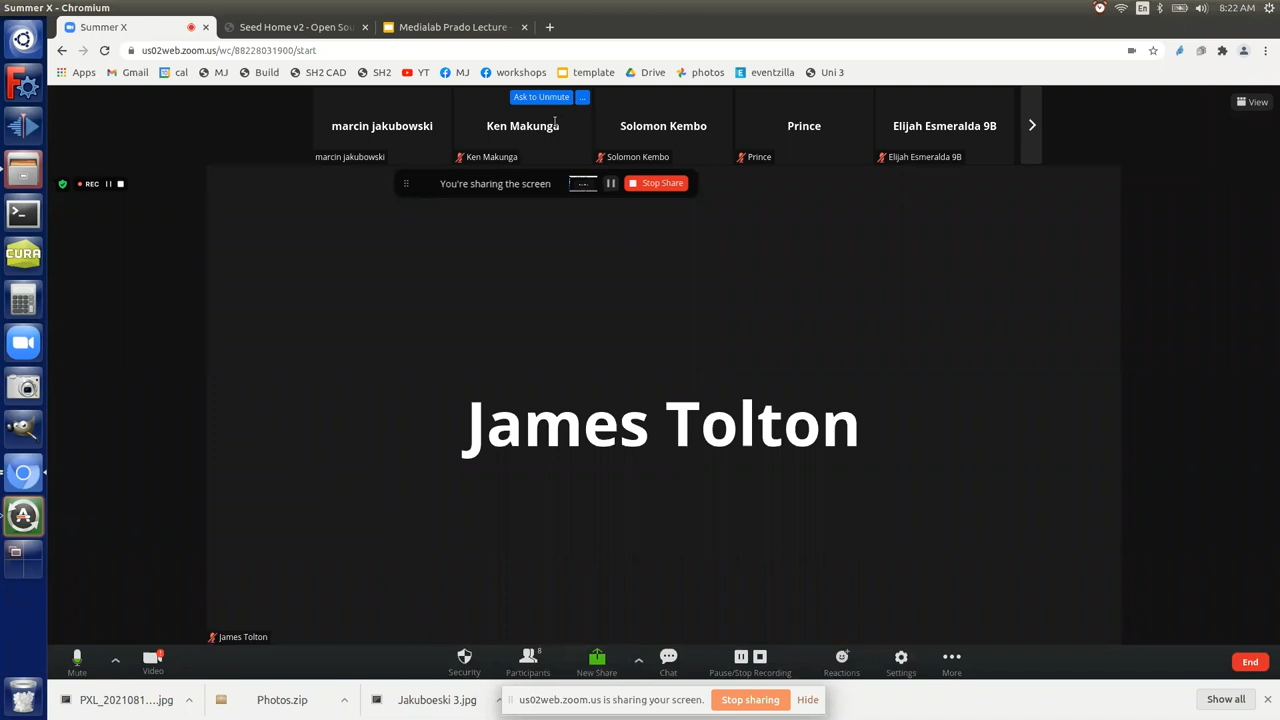 Summer X - Chromium
En
8:22 AM
Summer X
Seed Home v2 - Open Sou
Medialab Prado Lecture -
us02web.zoom.us/wc/88228031900/start
Apps
Gmail
cal
MJ
Build
SH2 CAD
SH2
YT
MJ
workshops
template
Drive
photos
eventzilla
Uni 3
Ask to Unmute
...
View
marcin jakubowski
Ken Makunga
Solomon Kembo
Prince
Elijah Esmeralda 9B
marcin jakubowski
Ken Makunga
Solomon Kembo
Prince
Elijah Esmeralda 9B
REC
You're sharing the screen
Stop Share
CURA
James Tolton
James Tolton
Mute
Video
Security
8
Participants
New Share
Chat
Pause/Stop Recording
Reactions
Settings
More
End
PXL_2021081....jpg
Photos.zip
Jakuboeski 3.jpg
us02web.zoom.us is sharing your screen.
Stop sharing
Hide
Show all